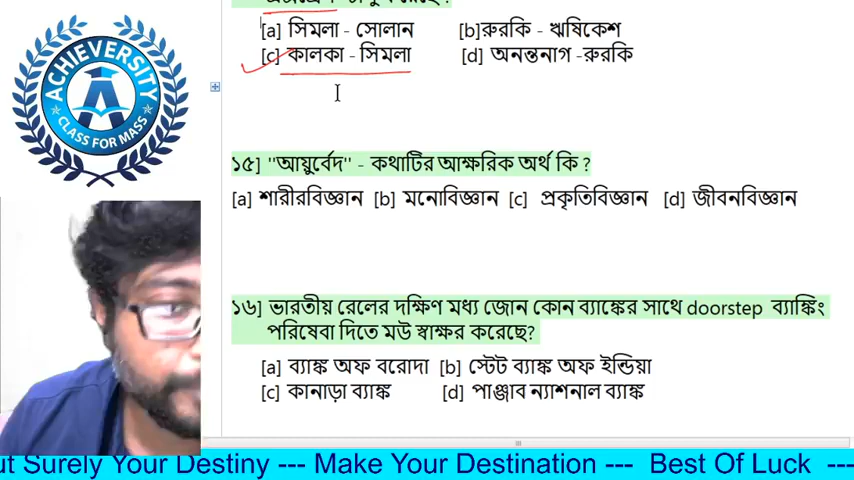 [a] সিমলা - সোলান [b]রুরকি - ঋষিকেশ
[c] কালকা - সিমলা [d] অনন্তনাগ -রুরকি
ACHIEVERSITY
CLASS FOR MASS
১৫] "আয়ুর্বেদ" - কথাটির আক্ষরিক অর্থ কি ?
[a] শারীরবিজ্ঞান [b] মনোবিজ্ঞান [c] প্রকৃতিবিজ্ঞান [d] জীবনবিজ্ঞান
১৬] ভারতীয় রেলের দক্ষিণ মধ্য জোন কোন ব্যাঙ্কের সাথে doorstep ব্যাঙ্কিং
পরিষেবা দিতে মউ স্বাক্ষর করেছে?
[a] ব্যাঙ্ক অফ বরোদা [b] স্টেট ব্যাঙ্ক অফ ইন্ডিয়া
[c] কানাড়া ব্যাঙ্ক [d] পাঞ্জাব ন্যাশনাল ব্যাঙ্ক
Surely Your Destiny --- Make Your Destination --- Best Of Luck ---